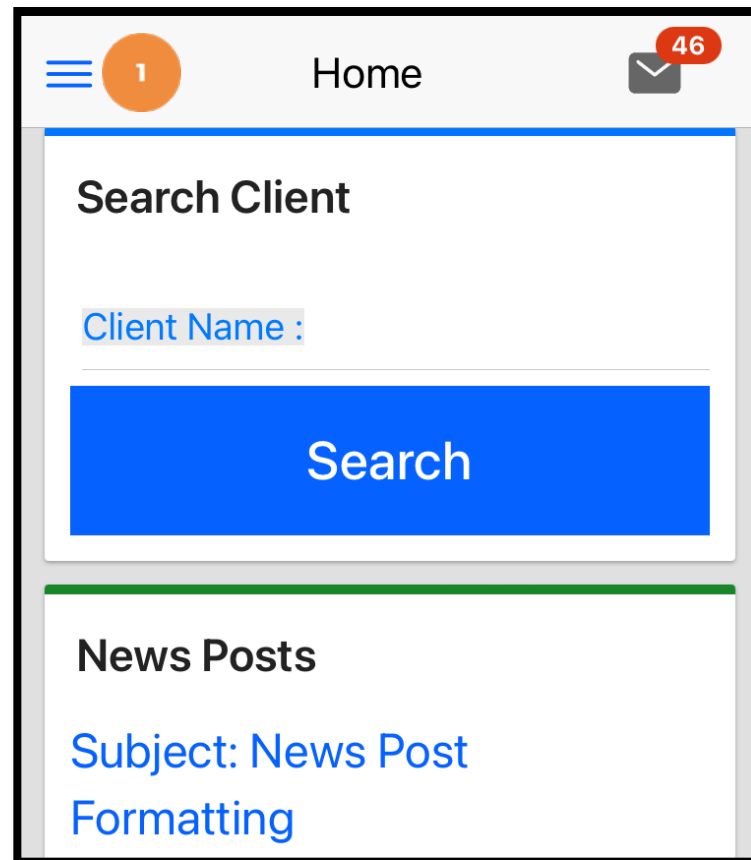 1
Home
46
Search Client
Client Name :
Search
News Posts
Subject: News Post
Formatting